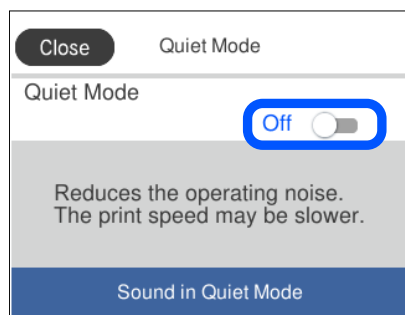 Close Quiet Mode
Quiet Mode
Off
Reduces the operating noise.
The print speed may be slower.
Sound in Quiet Mode